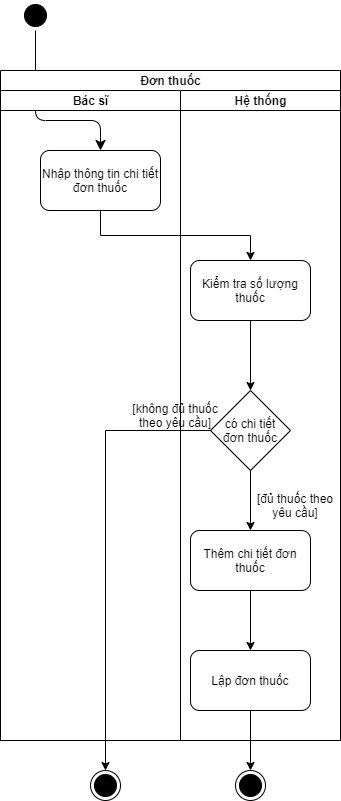 Đơn thuốc
Bác sĩ
Hệ thống
Nhập thông tin chi tiết
đơn thuốc
Kiểm tra số lượng
thuốc
[không đủ thuốc
theo yêu cầu]
có chi tiết
đơn thuốc
[đủ thuốc theo
yêu cầu]
Thêm chi tiết đơn
thuốc
Lập đơn thuốc